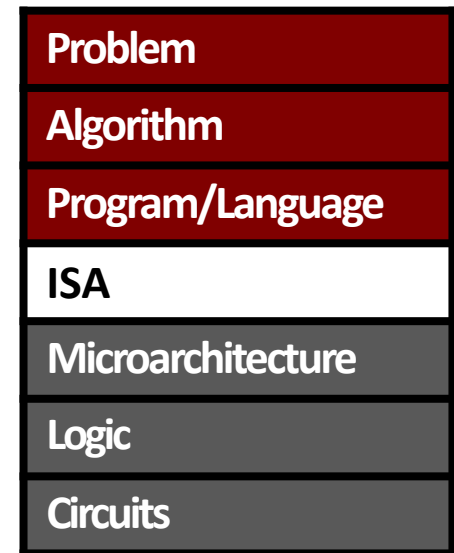 Problem
Algorithm
Program/Language
ISA
Microarchitecture
Logic
Circuits